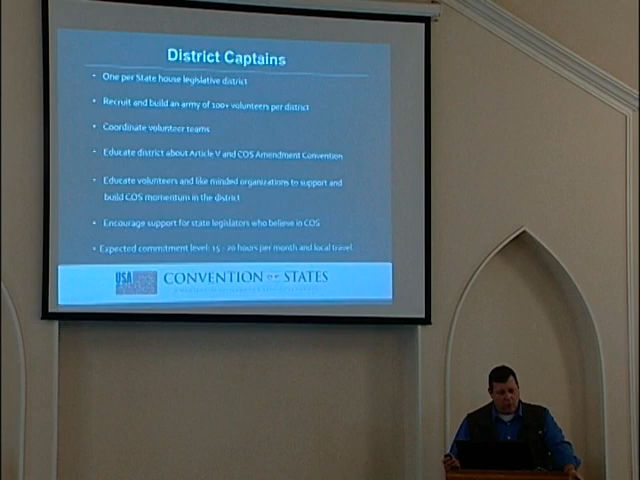 District Captains
• One per State house legislative district
• Recruit and build an army of 100+ volunteers per district
• Coordinate volunteer teams
• Educate district about Article V and COS Amendment Convention
• Educate volunteers and like minded organizations to support and
build COS momentum in the district
• Encourage support for state legislators who believe in COS
• Expected commitment level: 15 - 20 hours per month and local travel.
USA CONVENTION OF STATES